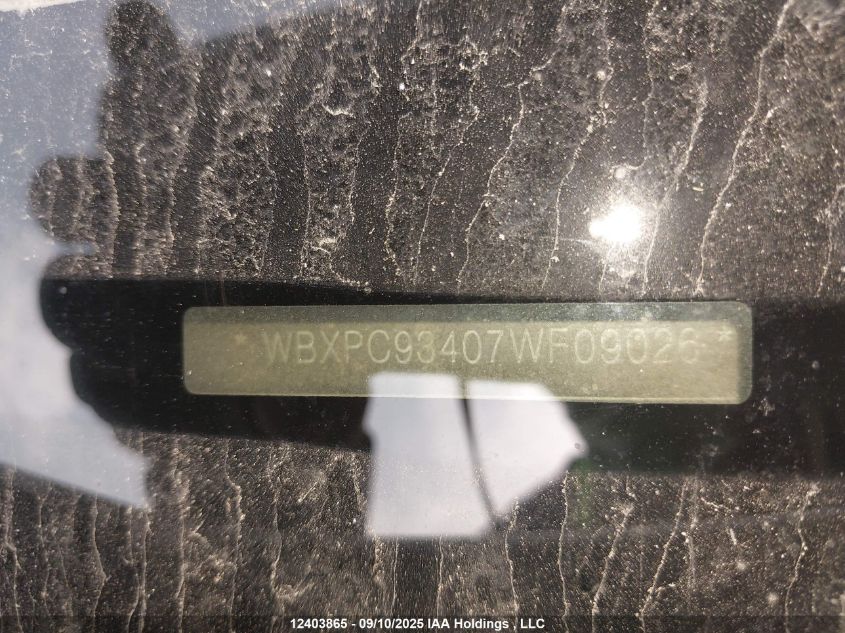 * WBXPC93407WF09026 *
12403865 - 09/10/2025 IAA Holdings , LLC